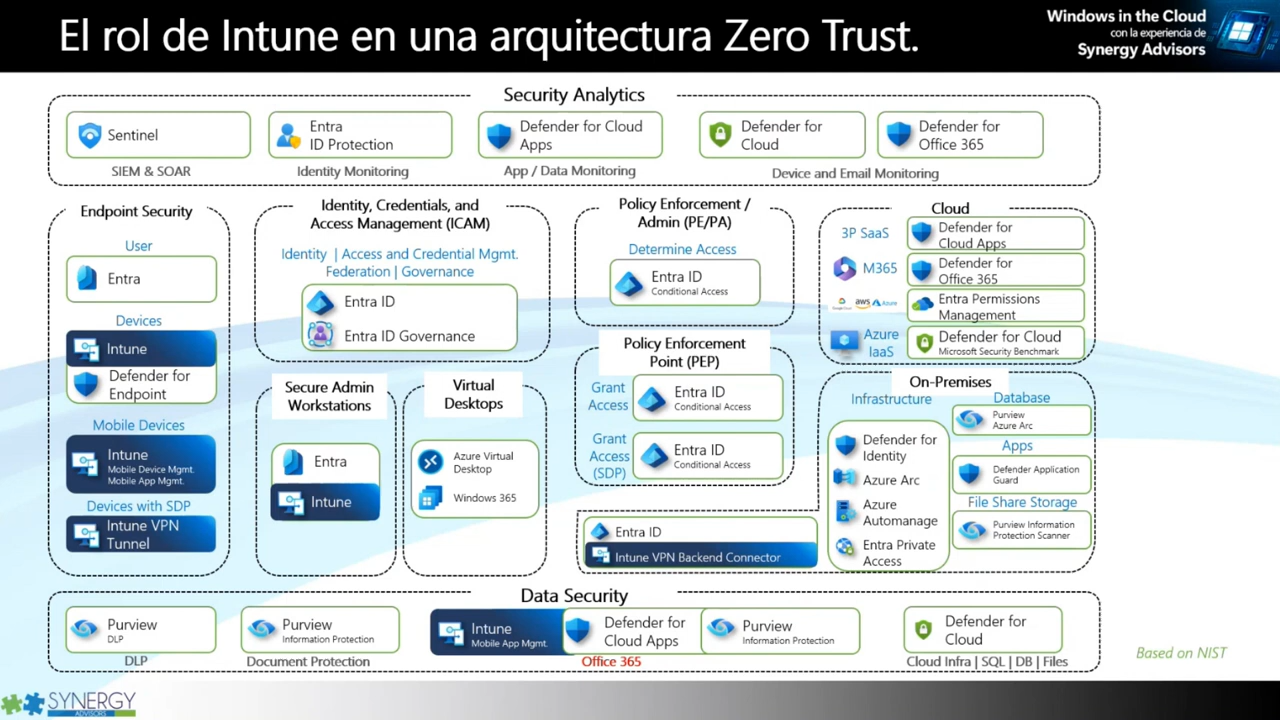 El rol de Intune en una arquitectura Zero Trust.
Windows in the Cloud
con la experiencia de
Synergy Advisors
Security Analytics
Sentinel
SIEM & SOAR
Entra
ID Protection
Identity Monitoring
Defender for Cloud
Apps
App / Data Monitoring
Defender for
Cloud
Defender for
Office 365
Device and Email Monitoring
Endpoint Security
User
Entra
Devices
Intune
Defender for
Endpoint
Mobile Devices
Intune
Mobile Device Mgmt.
Mobile App Mgmt.
Devices with SDP
Intune VPN
Tunnel
Identity, Credentials, and
Access Management (ICAM)
Identity | Access and Credential Mgmt.
Federation | Governance
Entra ID
Entra ID Governance
Secure Admin
Workstations
Entra
Intune
Virtual
Desktops
Azure Virtual
Desktop
Windows 365
Policy Enforcement /
Admin (PE/PA)
Determine Access
Entra ID
Conditional Access
Policy Enforcement
Point (PEP)
Grant
Access
Entra ID
Conditional Access
Grant
Access
(SDP)
Entra ID
Conditional Access
Entra ID
Intune VPN Backend Connector
Cloud
3P SaaS
Defender for
Cloud Apps
M365
Defender for
Office 365
aws
Azure
Entra Permissions
Management
Azure
IaaS
Defender for Cloud
Microsoft Security Benchmark
On-Premises
Infrastructure
Defender for
Identity
Azure Arc
Azure
Automanage
Entra Private
Access
Database
Purview
Azure Arc
Apps
Defender Application
Guard
File Share Storage
Purview Information
Protection Scanner
Data Security
Purview
DLP
DLP
Purview
Information Protection
Document Protection
Intune
Mobile App Mgmt.
Defender for
Cloud Apps
Purview
Information Protection
Office 365
Defender for
Cloud
Cloud Infra | SQL | DB | Files
Based on NIST
SYNERGY
ADVISORS